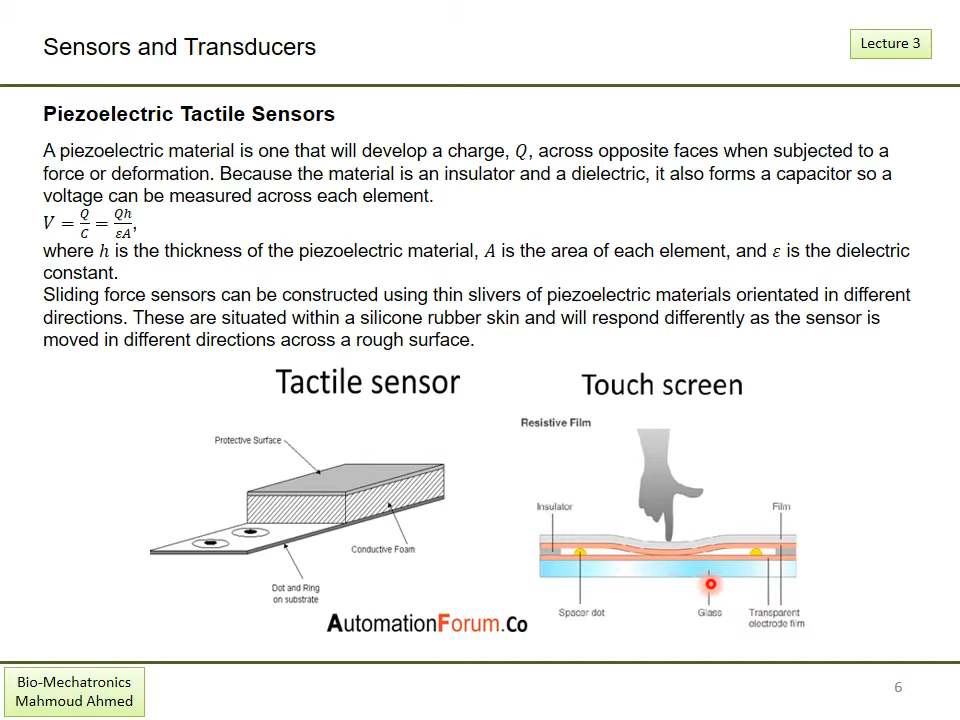 Sensors and Transducers
Lecture 3
Piezoelectric Tactile Sensors
A piezoelectric material is one that will develop a charge, Q, across opposite faces when subjected to a
force or deformation. Because the material is an insulator and a dielectric, it also forms a capacitor so a
voltage can be measured across each element.
V = Q/C = Qh/εA,
where h is the thickness of the piezoelectric material, A is the area of each element, and ε is the dielectric
constant.
Sliding force sensors can be constructed using thin slivers of piezoelectric materials orientated in different
directions. These are situated within a silicone rubber skin and will respond differently as the sensor is
moved in different directions across a rough surface.
Tactile sensor
Protective Surface
Conductive Foam
Dot and Ring
on substrate
AutomationForum.Co
Touch screen
Resistive Film
Insulator
Film
Spacer dot
Glass
Transparent
electrode film
Bio-Mechatronics
Mahmoud Ahmed
6